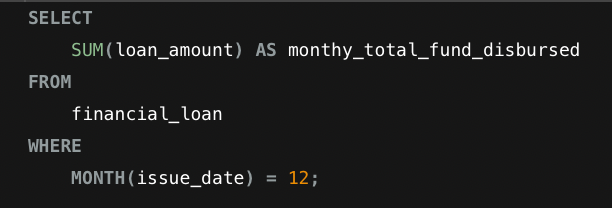 SELECT
    SUM(loan_amount) AS monthy_total_fund_disbursed
FROM
    financial_loan
WHERE
    MONTH(issue_date) = 12;